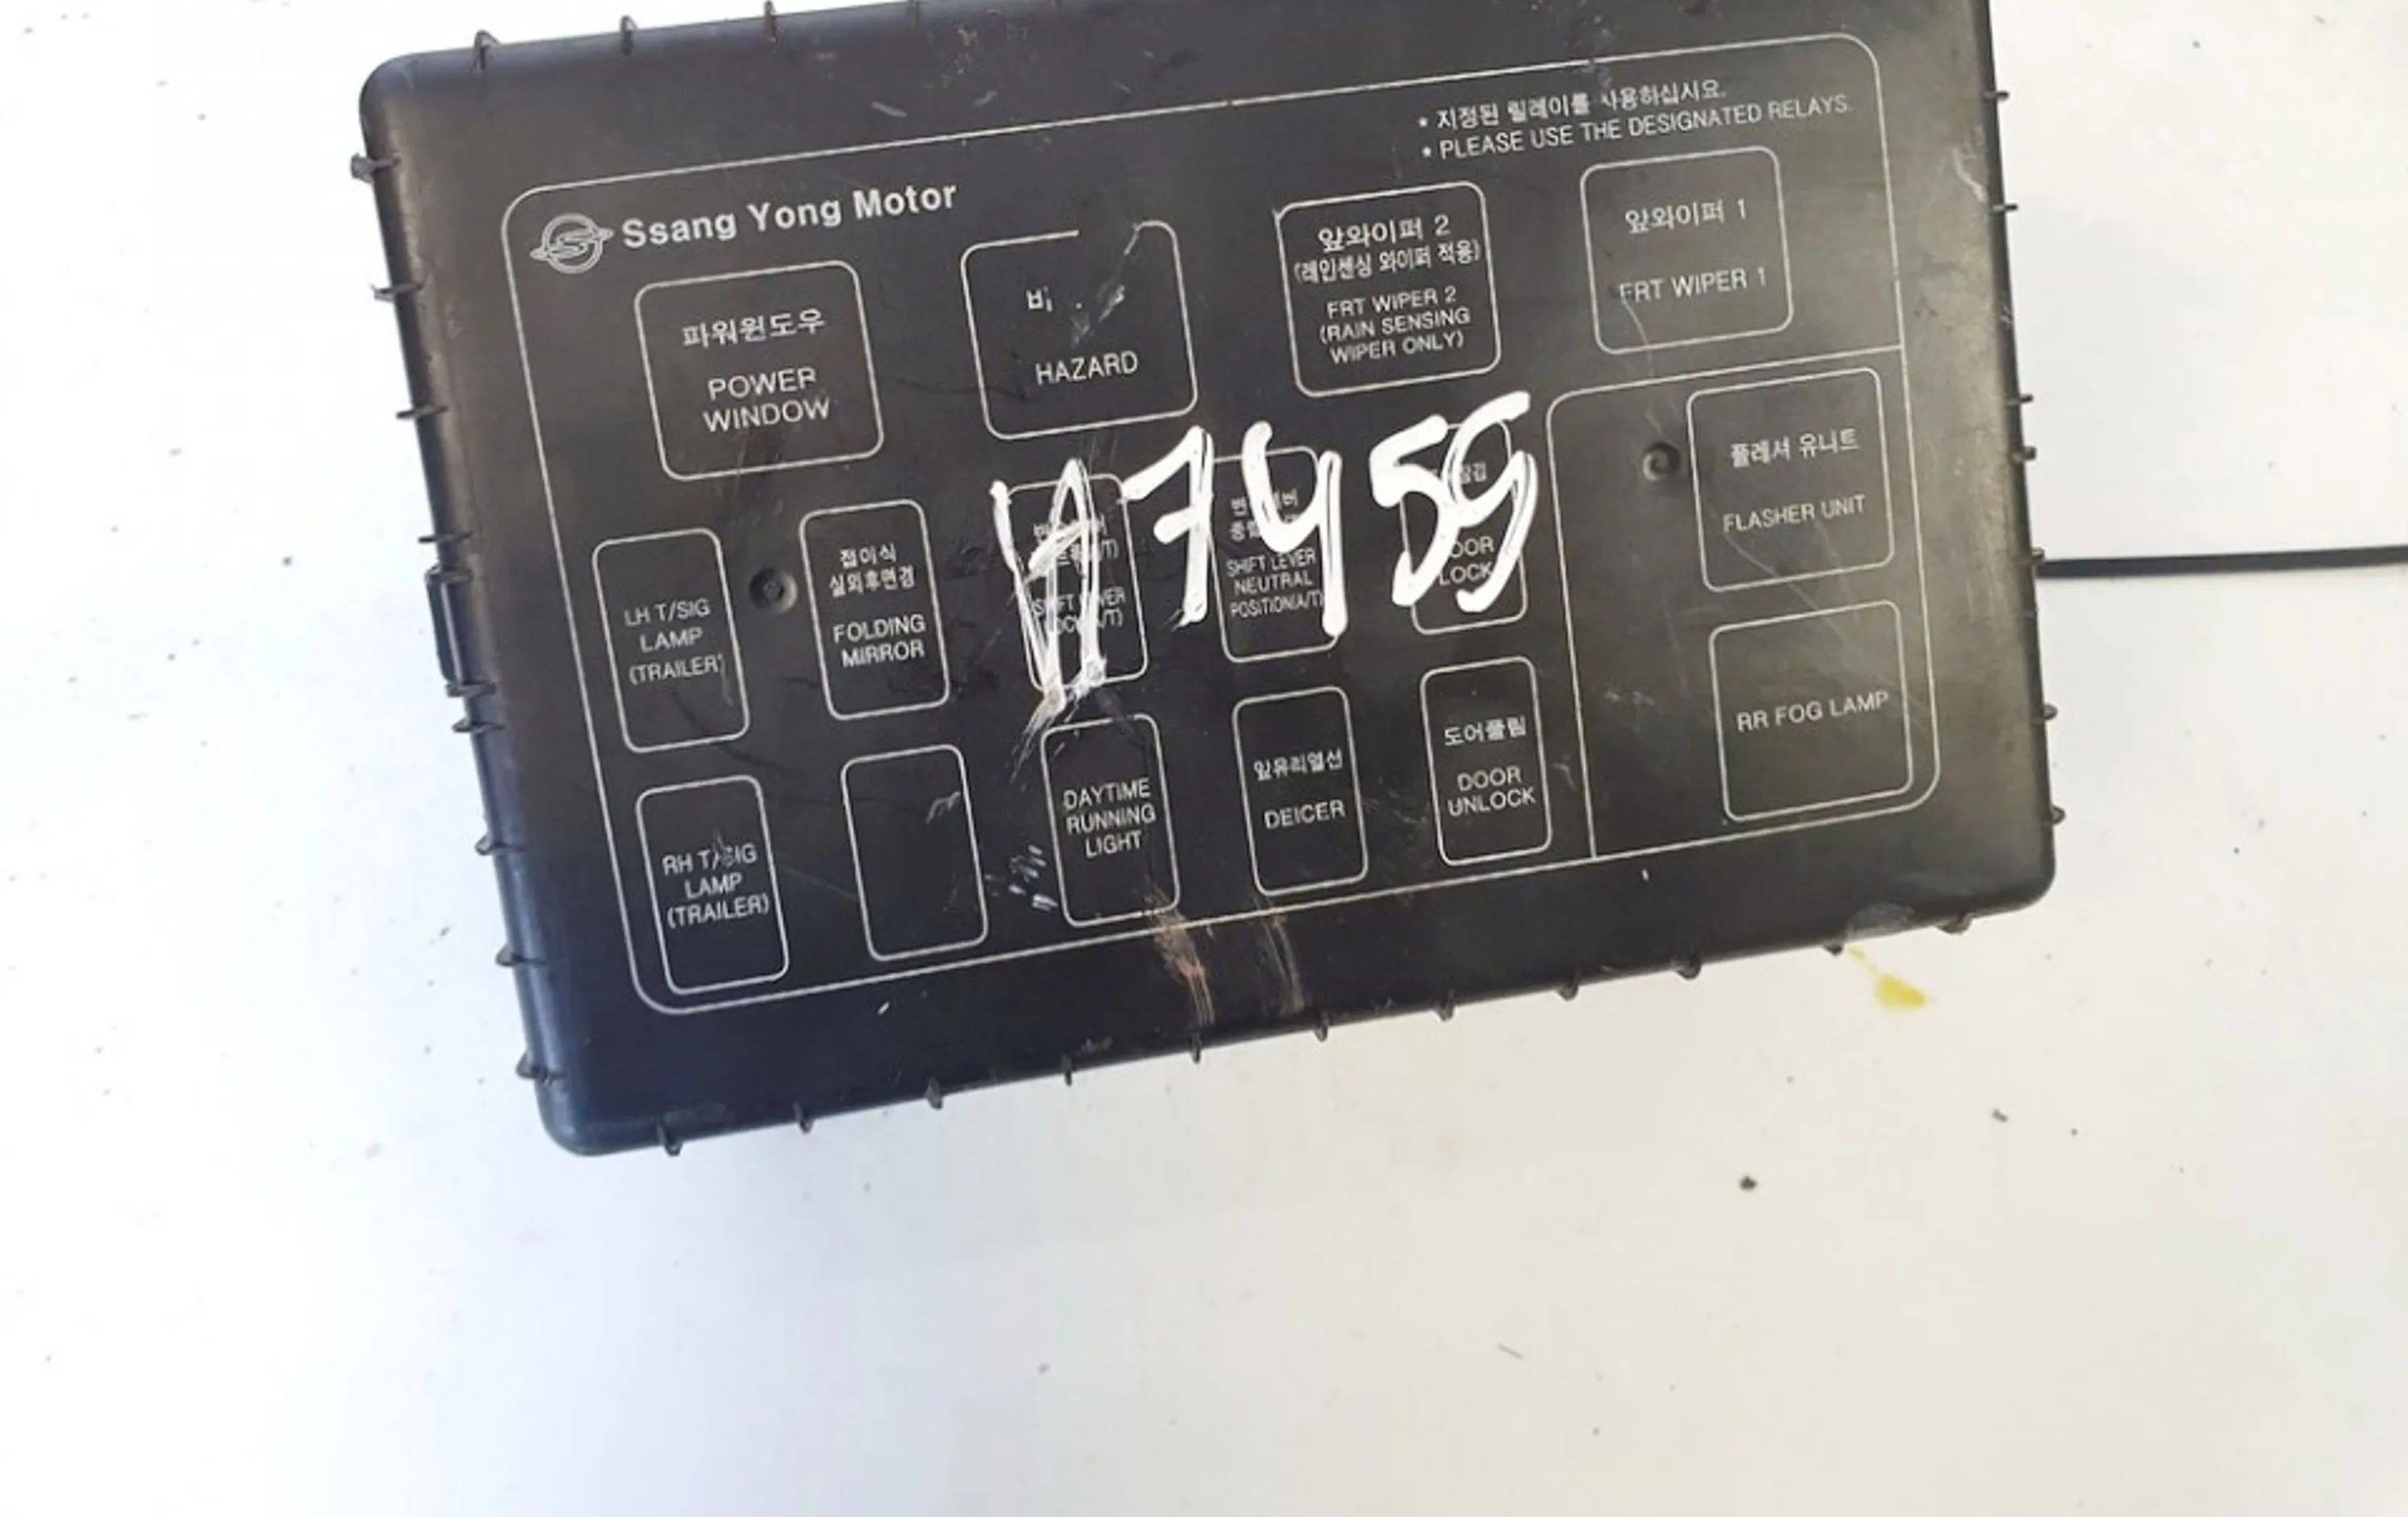 * 지정된 릴레이를 사용하십시요.
* PLEASE USE THE DESIGNATED RELAYS.
Ssang Yong Motor
파워윈도우
POWER
WINDOW
HAZARD
앞와이퍼 2
(레인센싱 와이퍼 적용)
FRT WIPER 2
(RAIN SENSING
WIPER ONLY)
앞와이퍼 1
FRT WIPER 1
LH T/SIG
LAMP
(TRAILER)
접이식
실외후면경
FOLDING
MIRROR
7459
SHIFT LEVER
NEUTRAL
POSITION(A/T)
DOOR
LOCK
플레셔 유니트
FLASHER UNIT
RH T/SIG
LAMP
(TRAILER)
DAYTIME
RUNNING
LIGHT
앞유리열선
DEICER
도어풀림
DOOR
UNLOCK
RR FOG LAMP